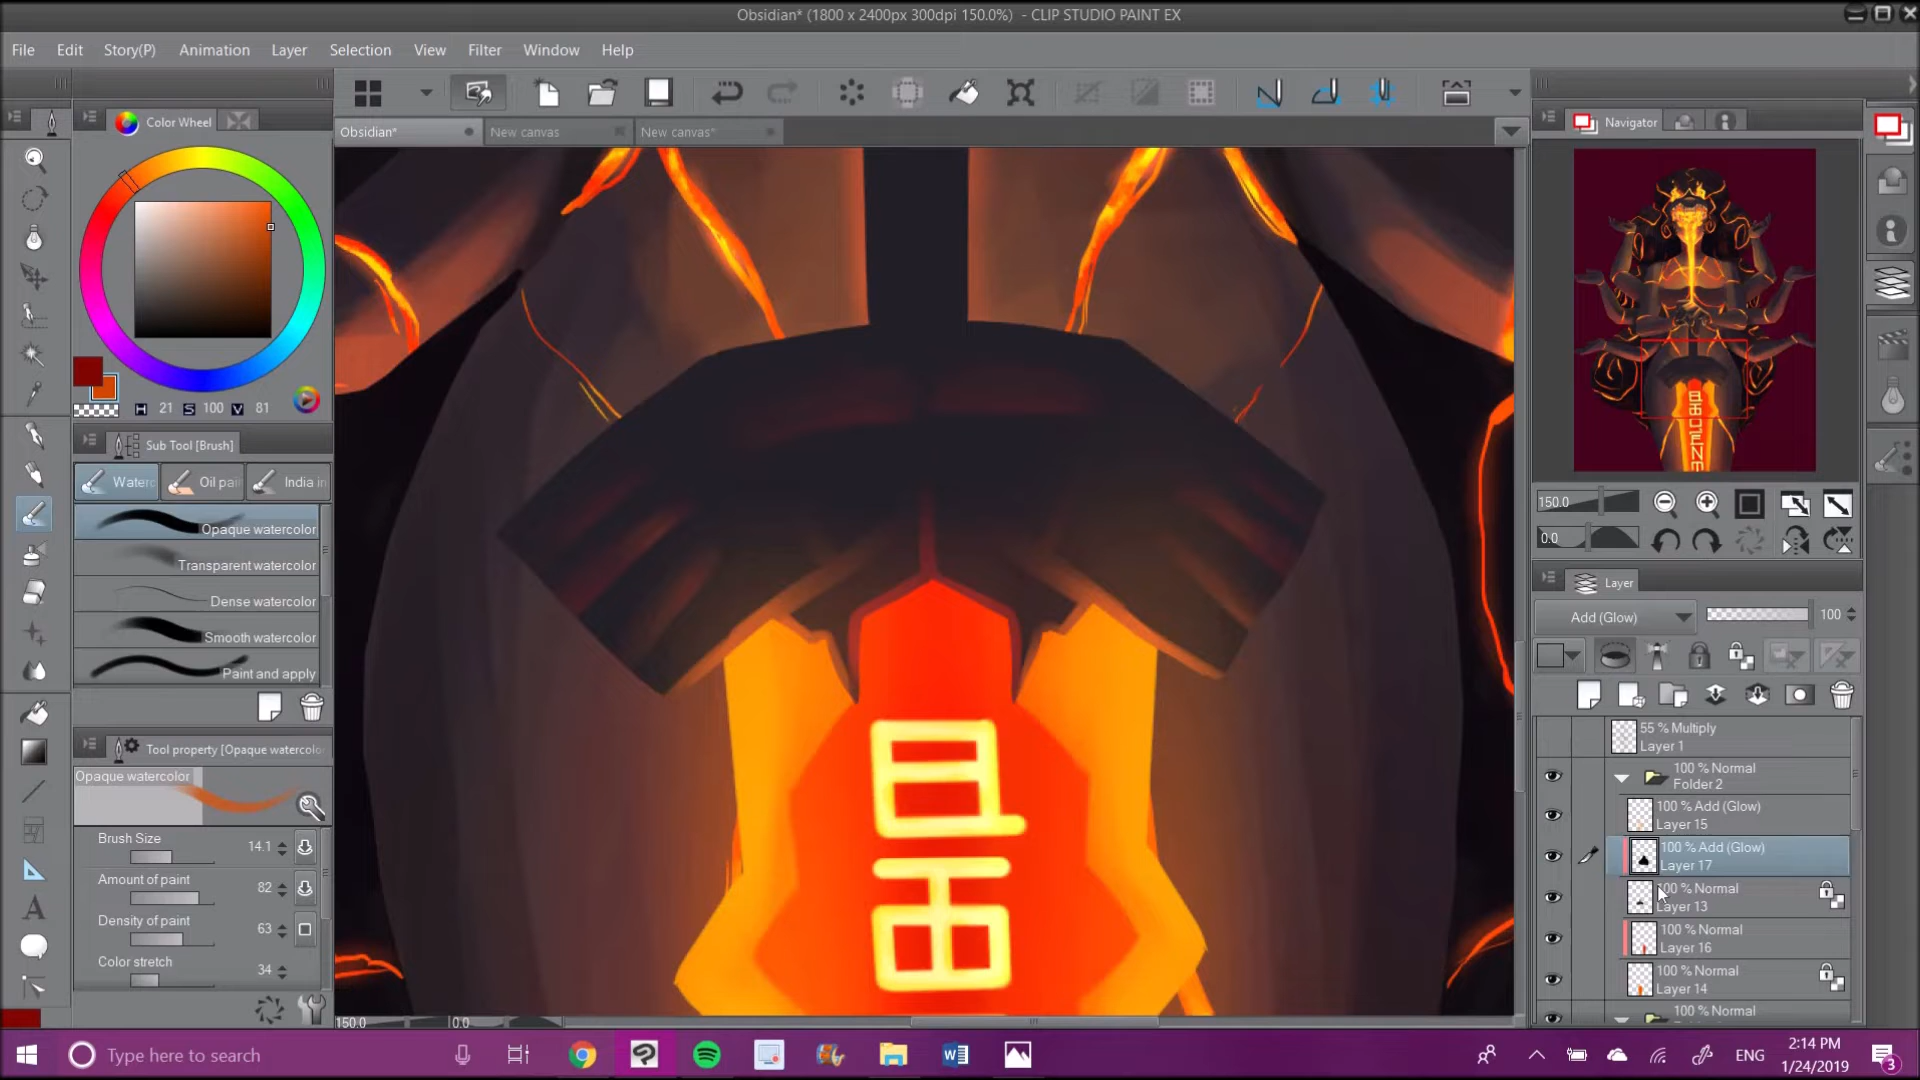 Obsidian* (1800 x 2400px 300dpi 150.0%) - CLIP STUDIO PAINT EX
File Edit Story(P) Animation Layer Selection View Filter Window Help
Obsidian* New canvas New canvas*
Color Wheel
H 21 S 100 V 81
Sub Tool [Brush]
Waterc Oil pai India in
Opaque watercolor
Transparent watercolor
Dense watercolor
Smooth watercolor
Paint and apply
Tool property [Opaque watercolor
Opaque watercolor
Brush Size 14.1
Amount of paint 82
Density of paint 63
Color stretch 34
150.0 0.0
Navigator
150.0
0.0
Layer
Add (Glow) 100
55 % Multiply
Layer 1
100 % Normal
Folder 2
100 % Add (Glow)
Layer 15
100 % Add (Glow)
Layer 17
100 % Normal
Layer 13
100 % Normal
Layer 16
100 % Normal
Layer 14
100 % Normal
Type here to search
ENG
2:14 PM
1/24/2019
3